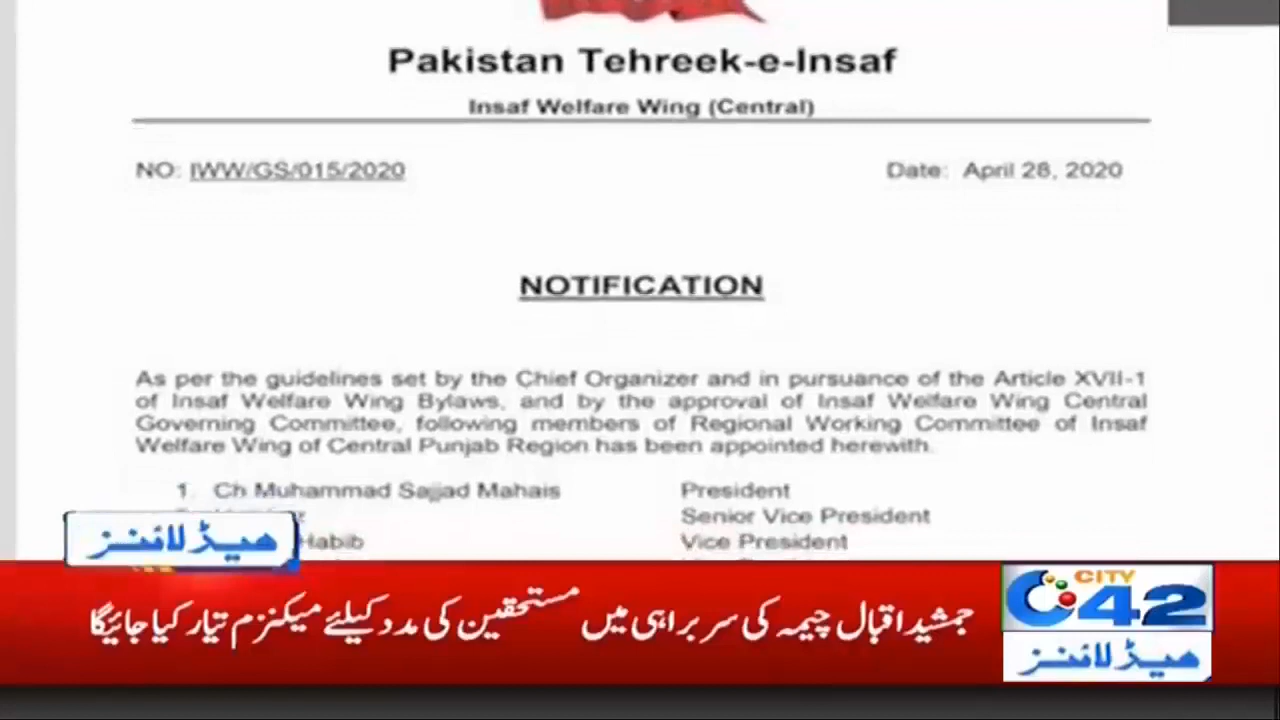 Pakistan Tehreek-e-Insaf
Insaf Welfare Wing (Central)
NO: IWW/GS/015/2020 Date: April 28, 2020
NOTIFICATION
As per the guidelines set by the Chief Organizer and in pursuance of the Article XVII-1
of Insaf Welfare Wing Bylaws, and by the approval of Insaf Welfare Wing Central
Governing Committee, following members of Regional Working Committee of Insaf
Welfare Wing of Central Punjab Region has been appointed herewith.
1. Ch Muhammad Sajjad Mahais President
Senior Vice President
Habib Vice President
ہیڈ لائنز
جمشید اقبال چیمہ کی سربراہی میں مستحقین کی مدد کیلئے میکنزم تیار کیا جائیگا
CITY
42
ہیڈ لائنز